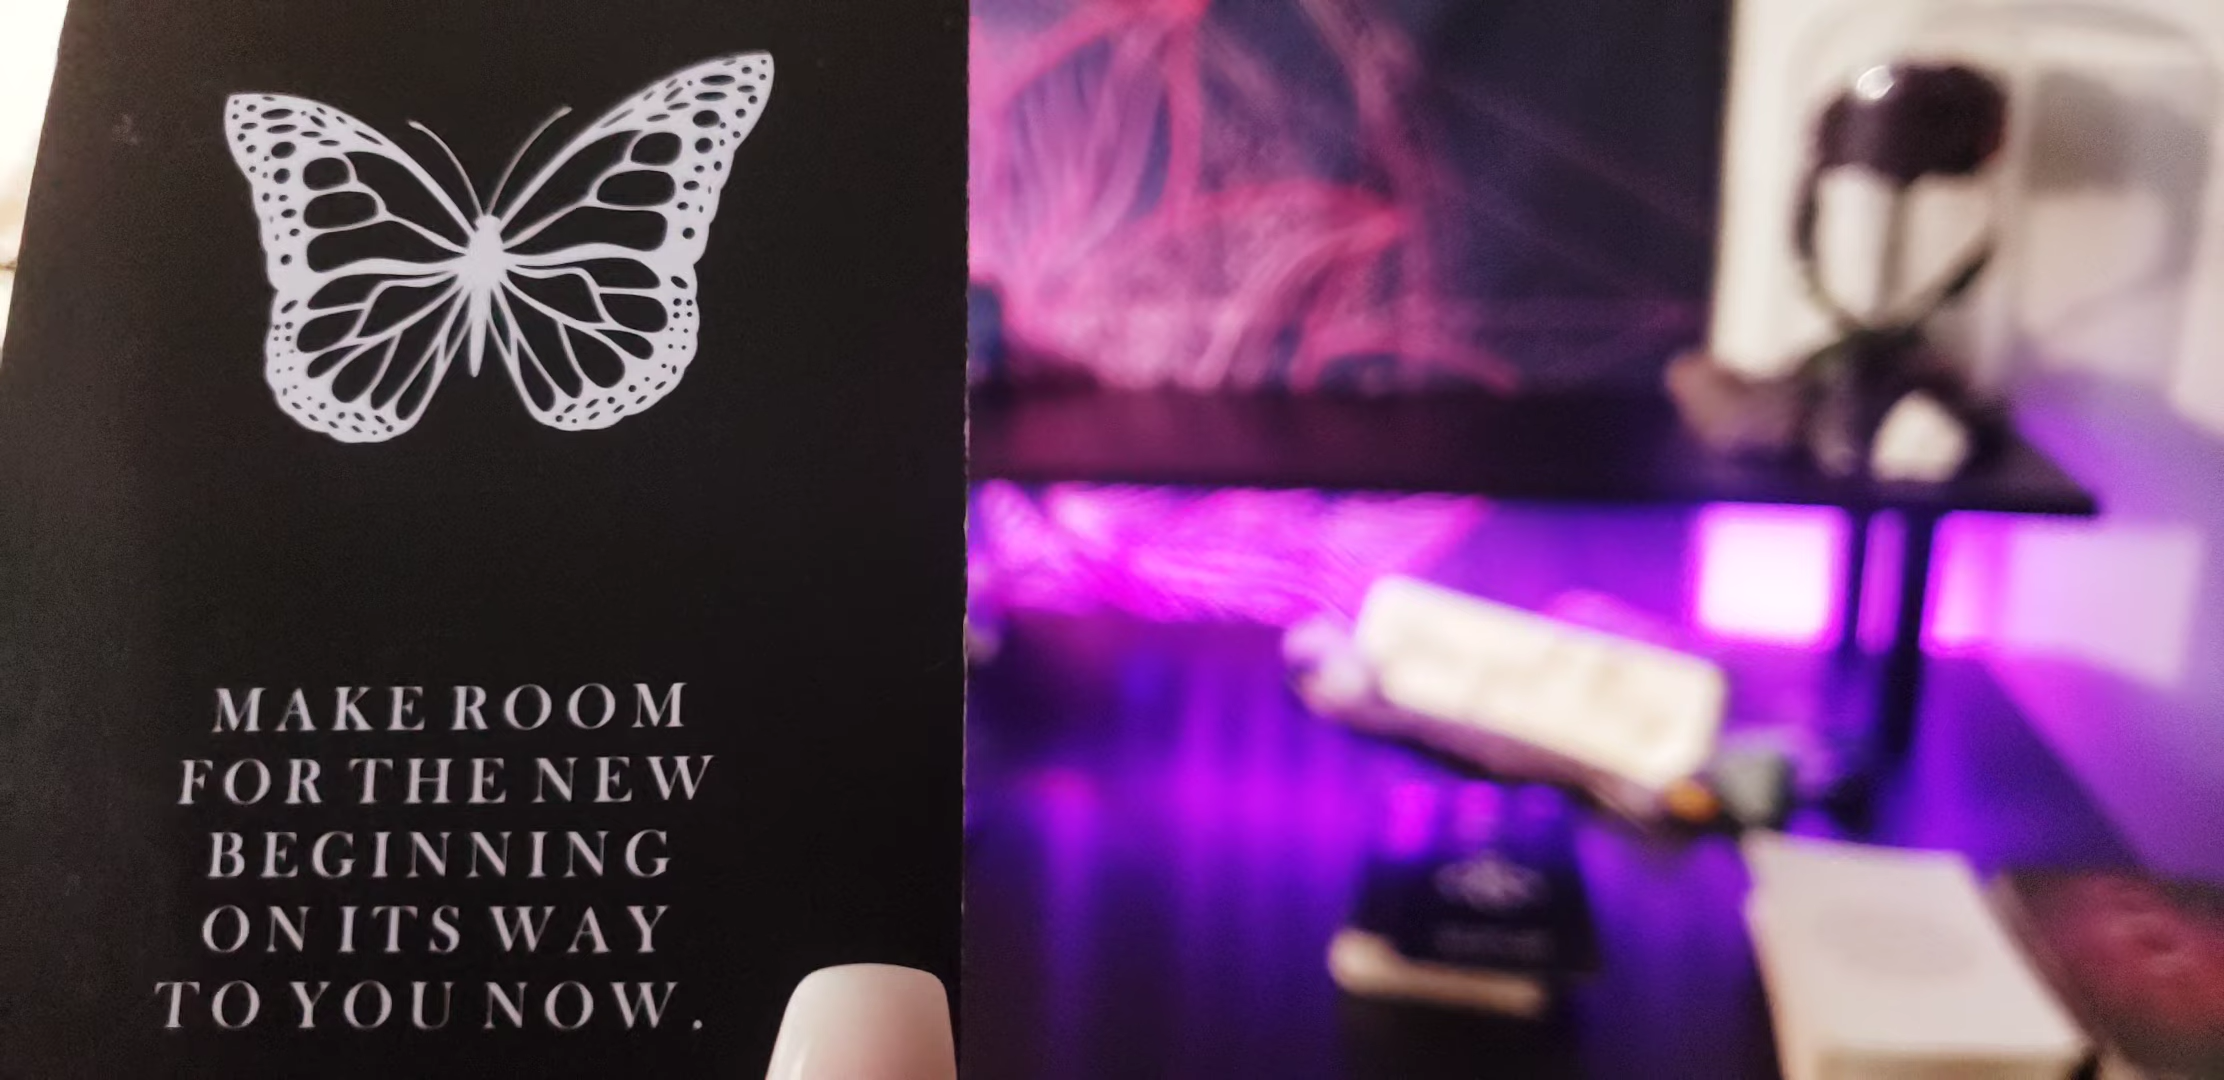 MAKE ROOM
FOR THE NEW
BEGINNING
ON ITS WAY
TO YOU NOW.